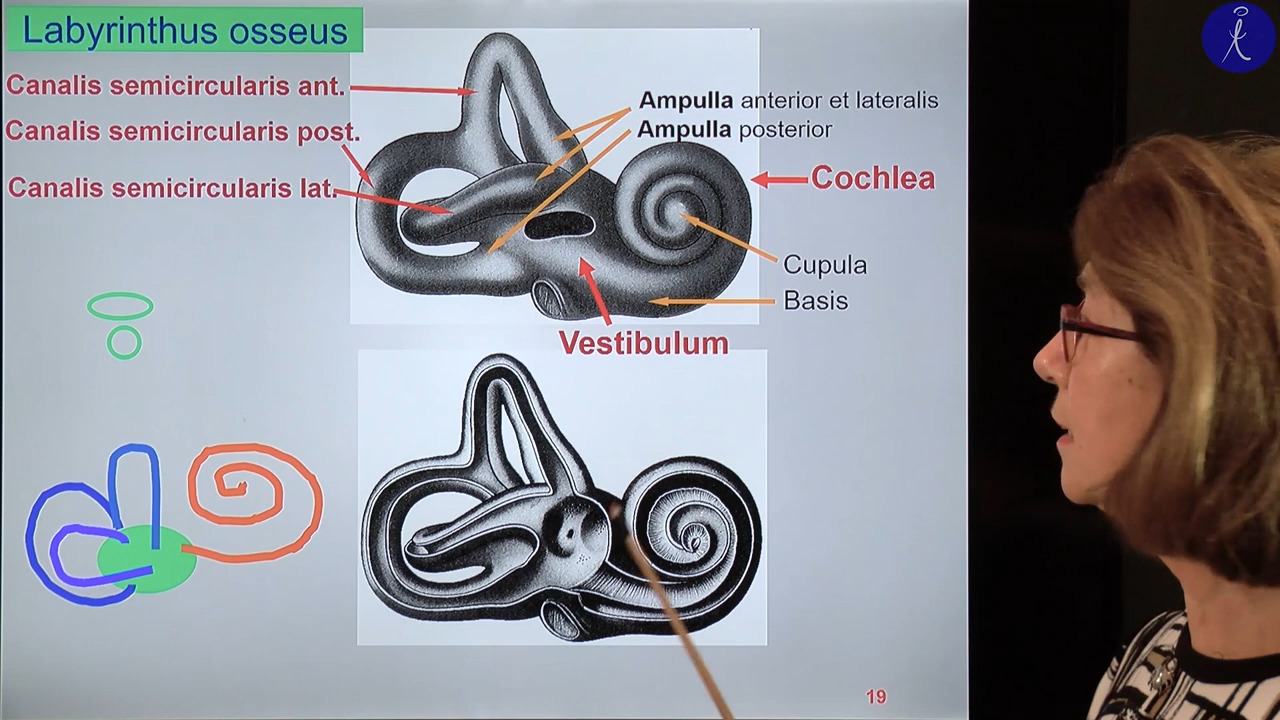 Labyrinthus osseus
Canalis semicircularis ant.
Canalis semicircularis post.
Canalis semicircularis lat.
Ampulla anterior et lateralis
Ampulla posterior
Cochlea
Cupula
Basis
Vestibulum
19